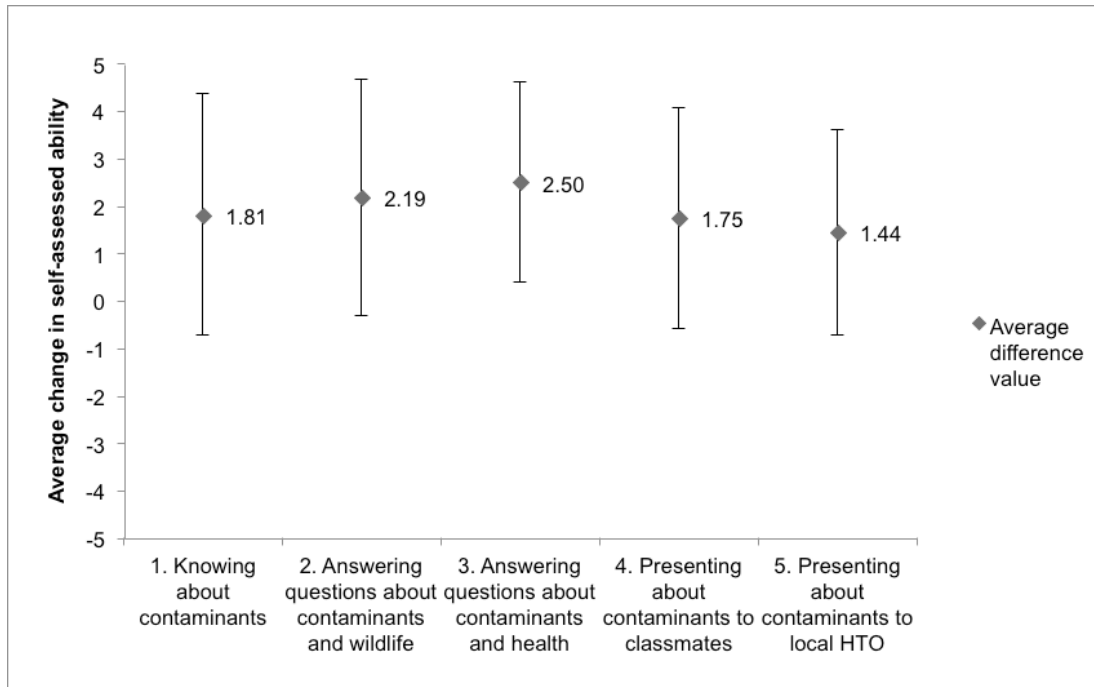 Average change in self-assessed ability
5
4
3
2
1
0
-1
-2
-3
-4
-5
1.81
2.19
2.50
1.75
1.44
Average
difference
value
1. Knowing
about
contaminants
2. Answering
questions about
contaminants
and wildlife
3. Answering
questions about
contaminants
and health
4. Presenting
about
contaminants to
classmates
5. Presenting
about
contaminants to
local HTO